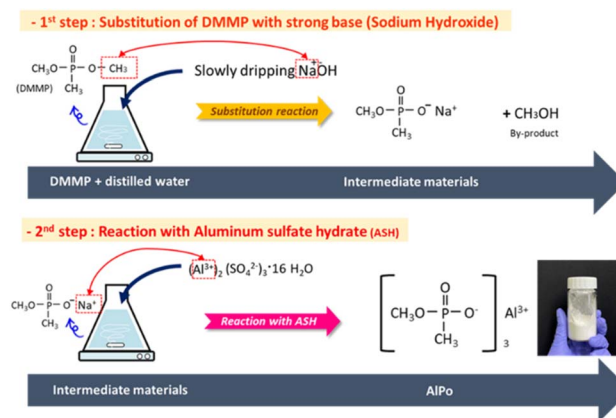 - 1st step : Substitution of DMMP with strong base (Sodium Hydroxide)
O
CH₃O-P-O-CH₃
CH₃
(DMMP)
Slowly dripping Na⁺OH
Substitution reaction
O
CH₃O-P-O⁻ Na⁺
CH₃
+ CH3OH
By-product
DMMP + distilled water
Intermediate materials
- 2nd step : Reaction with Aluminum sulfate hydrate (ASH)
(Al³⁺)₂ (SO₄²⁻)₃•16 H₂O
O
CH₃O-P-O⁻ Na⁺
CH₃
Reaction with ASH
O
CH₃O-P-O⁻
CH₃
3
Al³⁺
Intermediate materials
AlPo